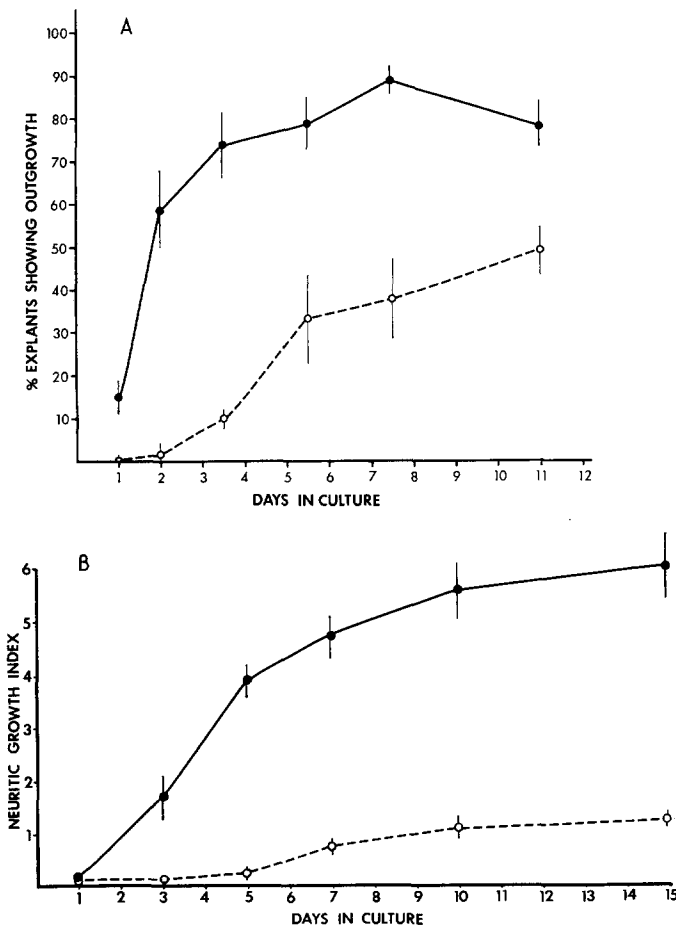 A
% EXPLANTS SHOWING OUTGROWTH
100
90
80
70
60
50
40
30
20
10
1 2 3 4 5 6 7 8 9 10 11 12
DAYS IN CULTURE
B
NEURITIC GROWTH INDEX
6
5
4
3
2
1
1 2 3 4 5 6 7 8 9 10 11 12 13 14 15
DAYS IN CULTURE